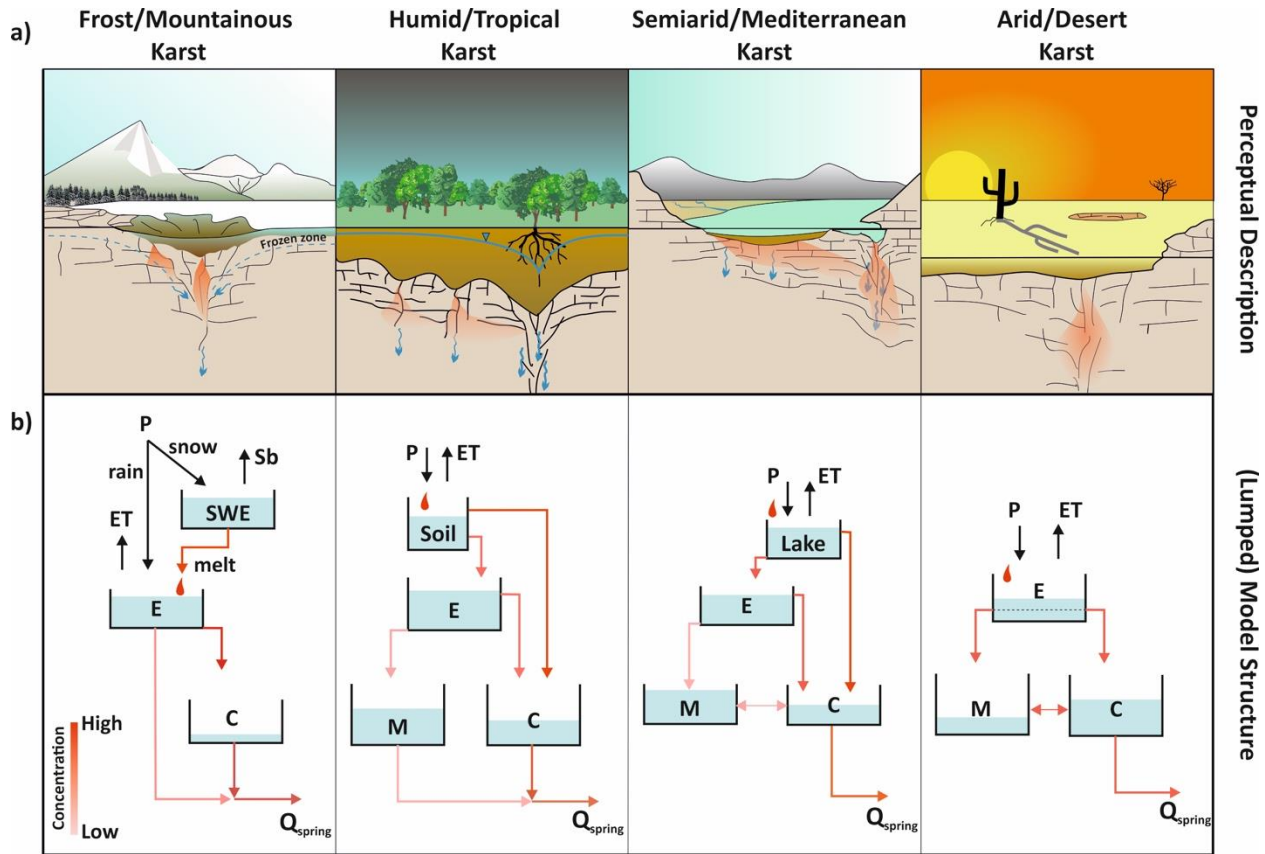 a)
Frost/Mountainous
Karst
Humid/Tropical
Karst
Semiarid/Mediterranean
Karst
Arid/Desert
Karst
Frozen zone
Perceptual Description
b)
P
snow
rain
Sb
ET
SWE
melt
E
C
High
Concentration
Low
Qspring
P
ET
Soil
E
M
C
Qspring
P
ET
Lake
E
M
C
Qspring
P
ET
E
M
C
Qspring
(Lumped) Model Structure